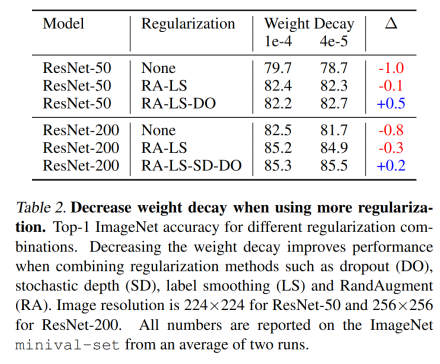 Model Regularization Weight Decay Δ
1e-4 4e-5
ResNet-50 None 79.7 78.7 -1.0
ResNet-50 RA-LS 82.4 82.3 -0.1
ResNet-50 RA-LS-DO 82.2 82.7 +0.5
ResNet-200 None 82.5 81.7 -0.8
ResNet-200 RA-LS 85.2 84.9 -0.3
ResNet-200 RA-LS-SD-DO 85.3 85.5 +0.2
Table 2. Decrease weight decay when using more regulariza-
tion. Top-1 ImageNet accuracy for different regularization com-
binations. Decreasing the weight decay improves performance
when combining regularization methods such as dropout (DO),
stochastic depth (SD), label smoothing (LS) and RandAugment
(RA). Image resolution is 224×224 for ResNet-50 and 256×256
for ResNet-200. All numbers are reported on the ImageNet
minival-set from an average of two runs.